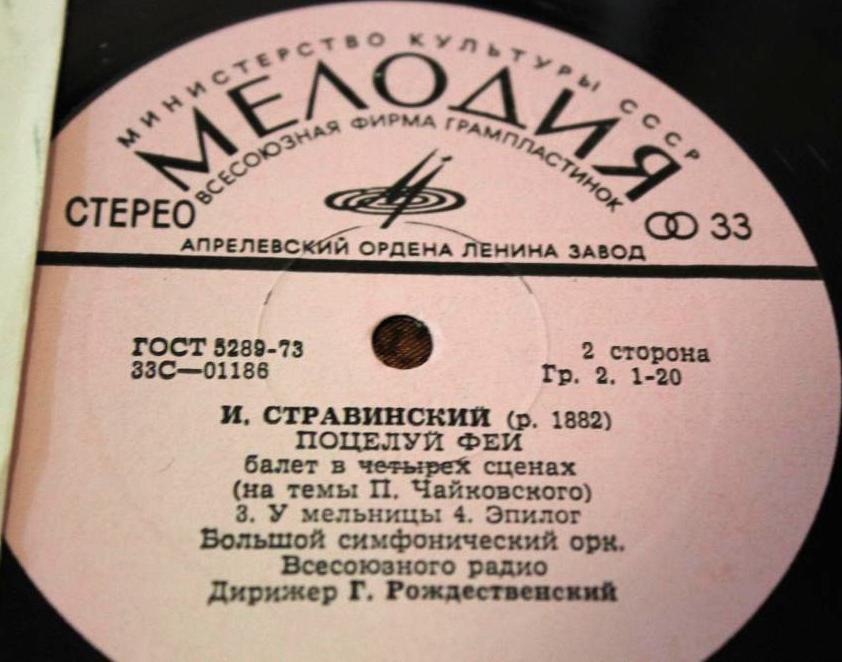 МИНИСТЕРСТВО КУЛЬТУРЫ СССР
МЕЛОДИЯ
ВСЕСОЮЗНАЯ ФИРМА ГРАМПЛАСТИНОК
СТЕРЕО
33
АПРЕЛЕВСКИЙ ОРДЕНА ЛЕНИНА ЗАВОД
ГОСТ 5289-73
33С—01186
2 сторона
Гр. 2. 1-20
И. СТРАВИНСКИЙ (р. 1882)
ПОЦЕЛУЙ ФЕИ
балет в четырех сценах
(на темы П. Чайковского)
3. У мельницы 4. Эпилог
Большой симфонический орк.
Всесоюзного радио
Дирижер Г. Рождественский